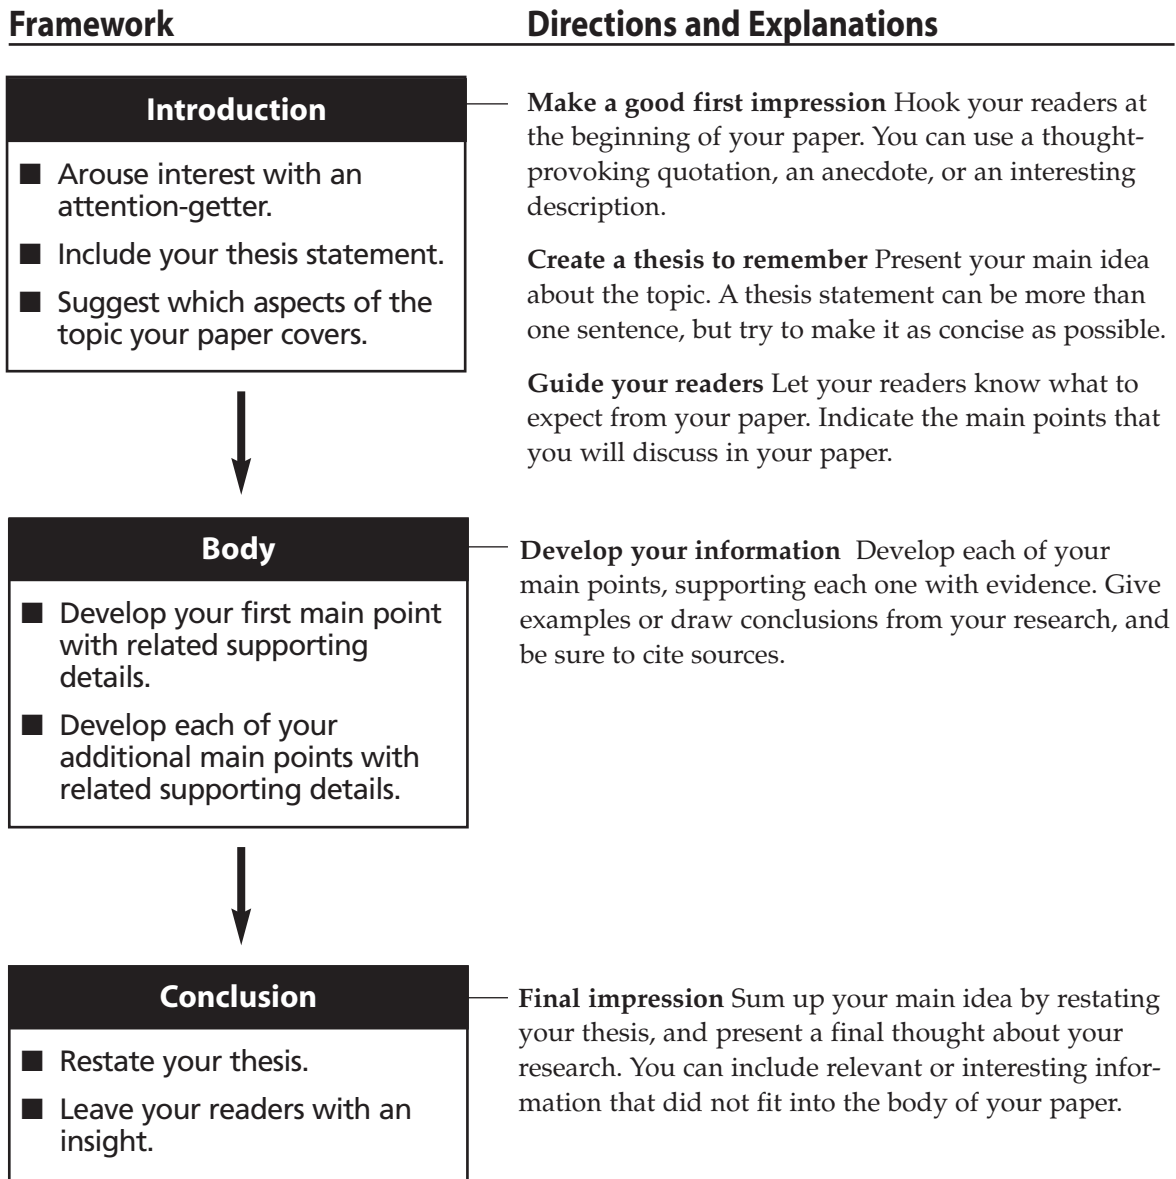 Framework
Directions and Explanations
Introduction
■ Arouse interest with an
attention-getter.
■ Include your thesis statement.
■ Suggest which aspects of the
topic your paper covers.
Make a good first impression Hook your readers at
the beginning of your paper. You can use a thought-
provoking quotation, an anecdote, or an interesting
description.
Create a thesis to remember Present your main idea
about the topic. A thesis statement can be more than
one sentence, but try to make it as concise as possible.
Guide your readers Let your readers know what to
expect from your paper. Indicate the main points that
you will discuss in your paper.
Body
■ Develop your first main point
with related supporting
details.
■ Develop each of your
additional main points with
related supporting details.
Develop your information Develop each of your
main points, supporting each one with evidence. Give
examples or draw conclusions from your research, and
be sure to cite sources.
Conclusion
■ Restate your thesis.
■ Leave your readers with an
insight.
Final impression Sum up your main idea by restating
your thesis, and present a final thought about your
research. You can include relevant or interesting infor-
mation that did not fit into the body of your paper.